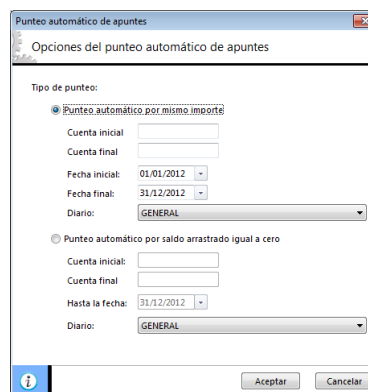 Punteo automático de apuntes
Opciones del punteo automático de apuntes
Tipo de punteo:
Punteo automático por mismo importe
Cuenta inicial
Cuenta final
Fecha inicial: 01/01/2012
Fecha final: 31/12/2012
Diario: GENERAL
Punteo automático por saldo arrastrado igual a cero
Cuenta inicial:
Cuenta final
Hasta la fecha: 31/12/2012
Diario: GENERAL
Aceptar Cancelar